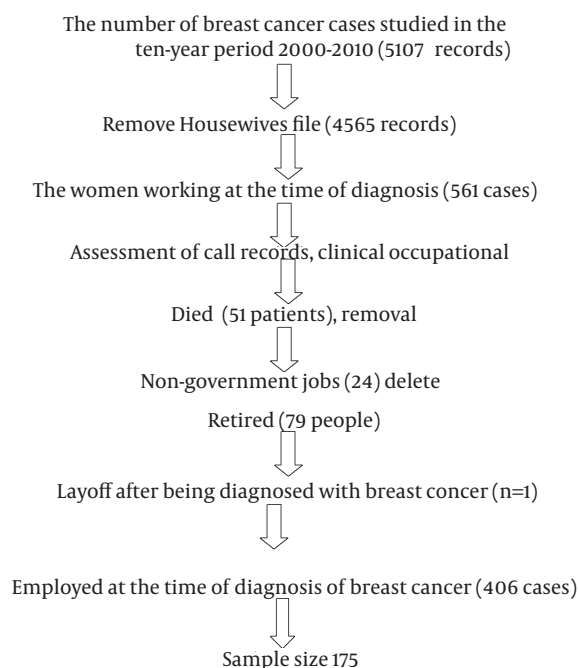 The number of breast cancer cases studied in the
ten-year period 2000-2010 (5107 records)
Remove Housewives file (4565 records)
The women working at the time of diagnosis (561 cases)
Assessment of call records, clinical occupational
Died (51 patients), removal
Non-government jobs (24) delete
Retired (79 people)
Layoff after being diagnosed with breast concer (n=1)
Employed at the time of diagnosis of breast cancer (406 cases)
Sample size 175